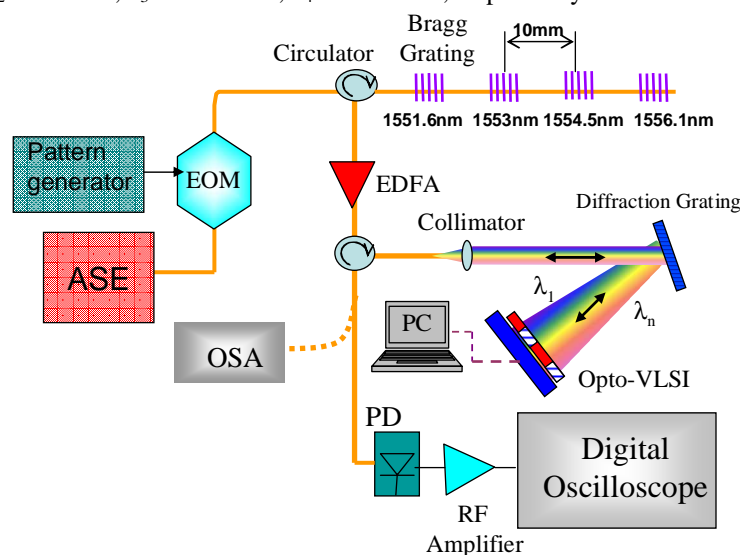 Bragg
Grating
10mm
Circulator
1551.6nm
1553nm
1554.5nm
1556.1nm
Pattern
generator
EOM
EDFA
Diffraction Grating
Collimator
ASE
λ1
λn
PC
OSA
Opto-VLSI
PD
Digital
Oscilloscope
RF
Amplifier